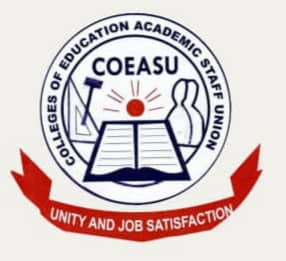 COLLEGES OF EDUCATION ACADEMIC STAFF UNION
COEASU
UNITY AND JOB SATISFACTION